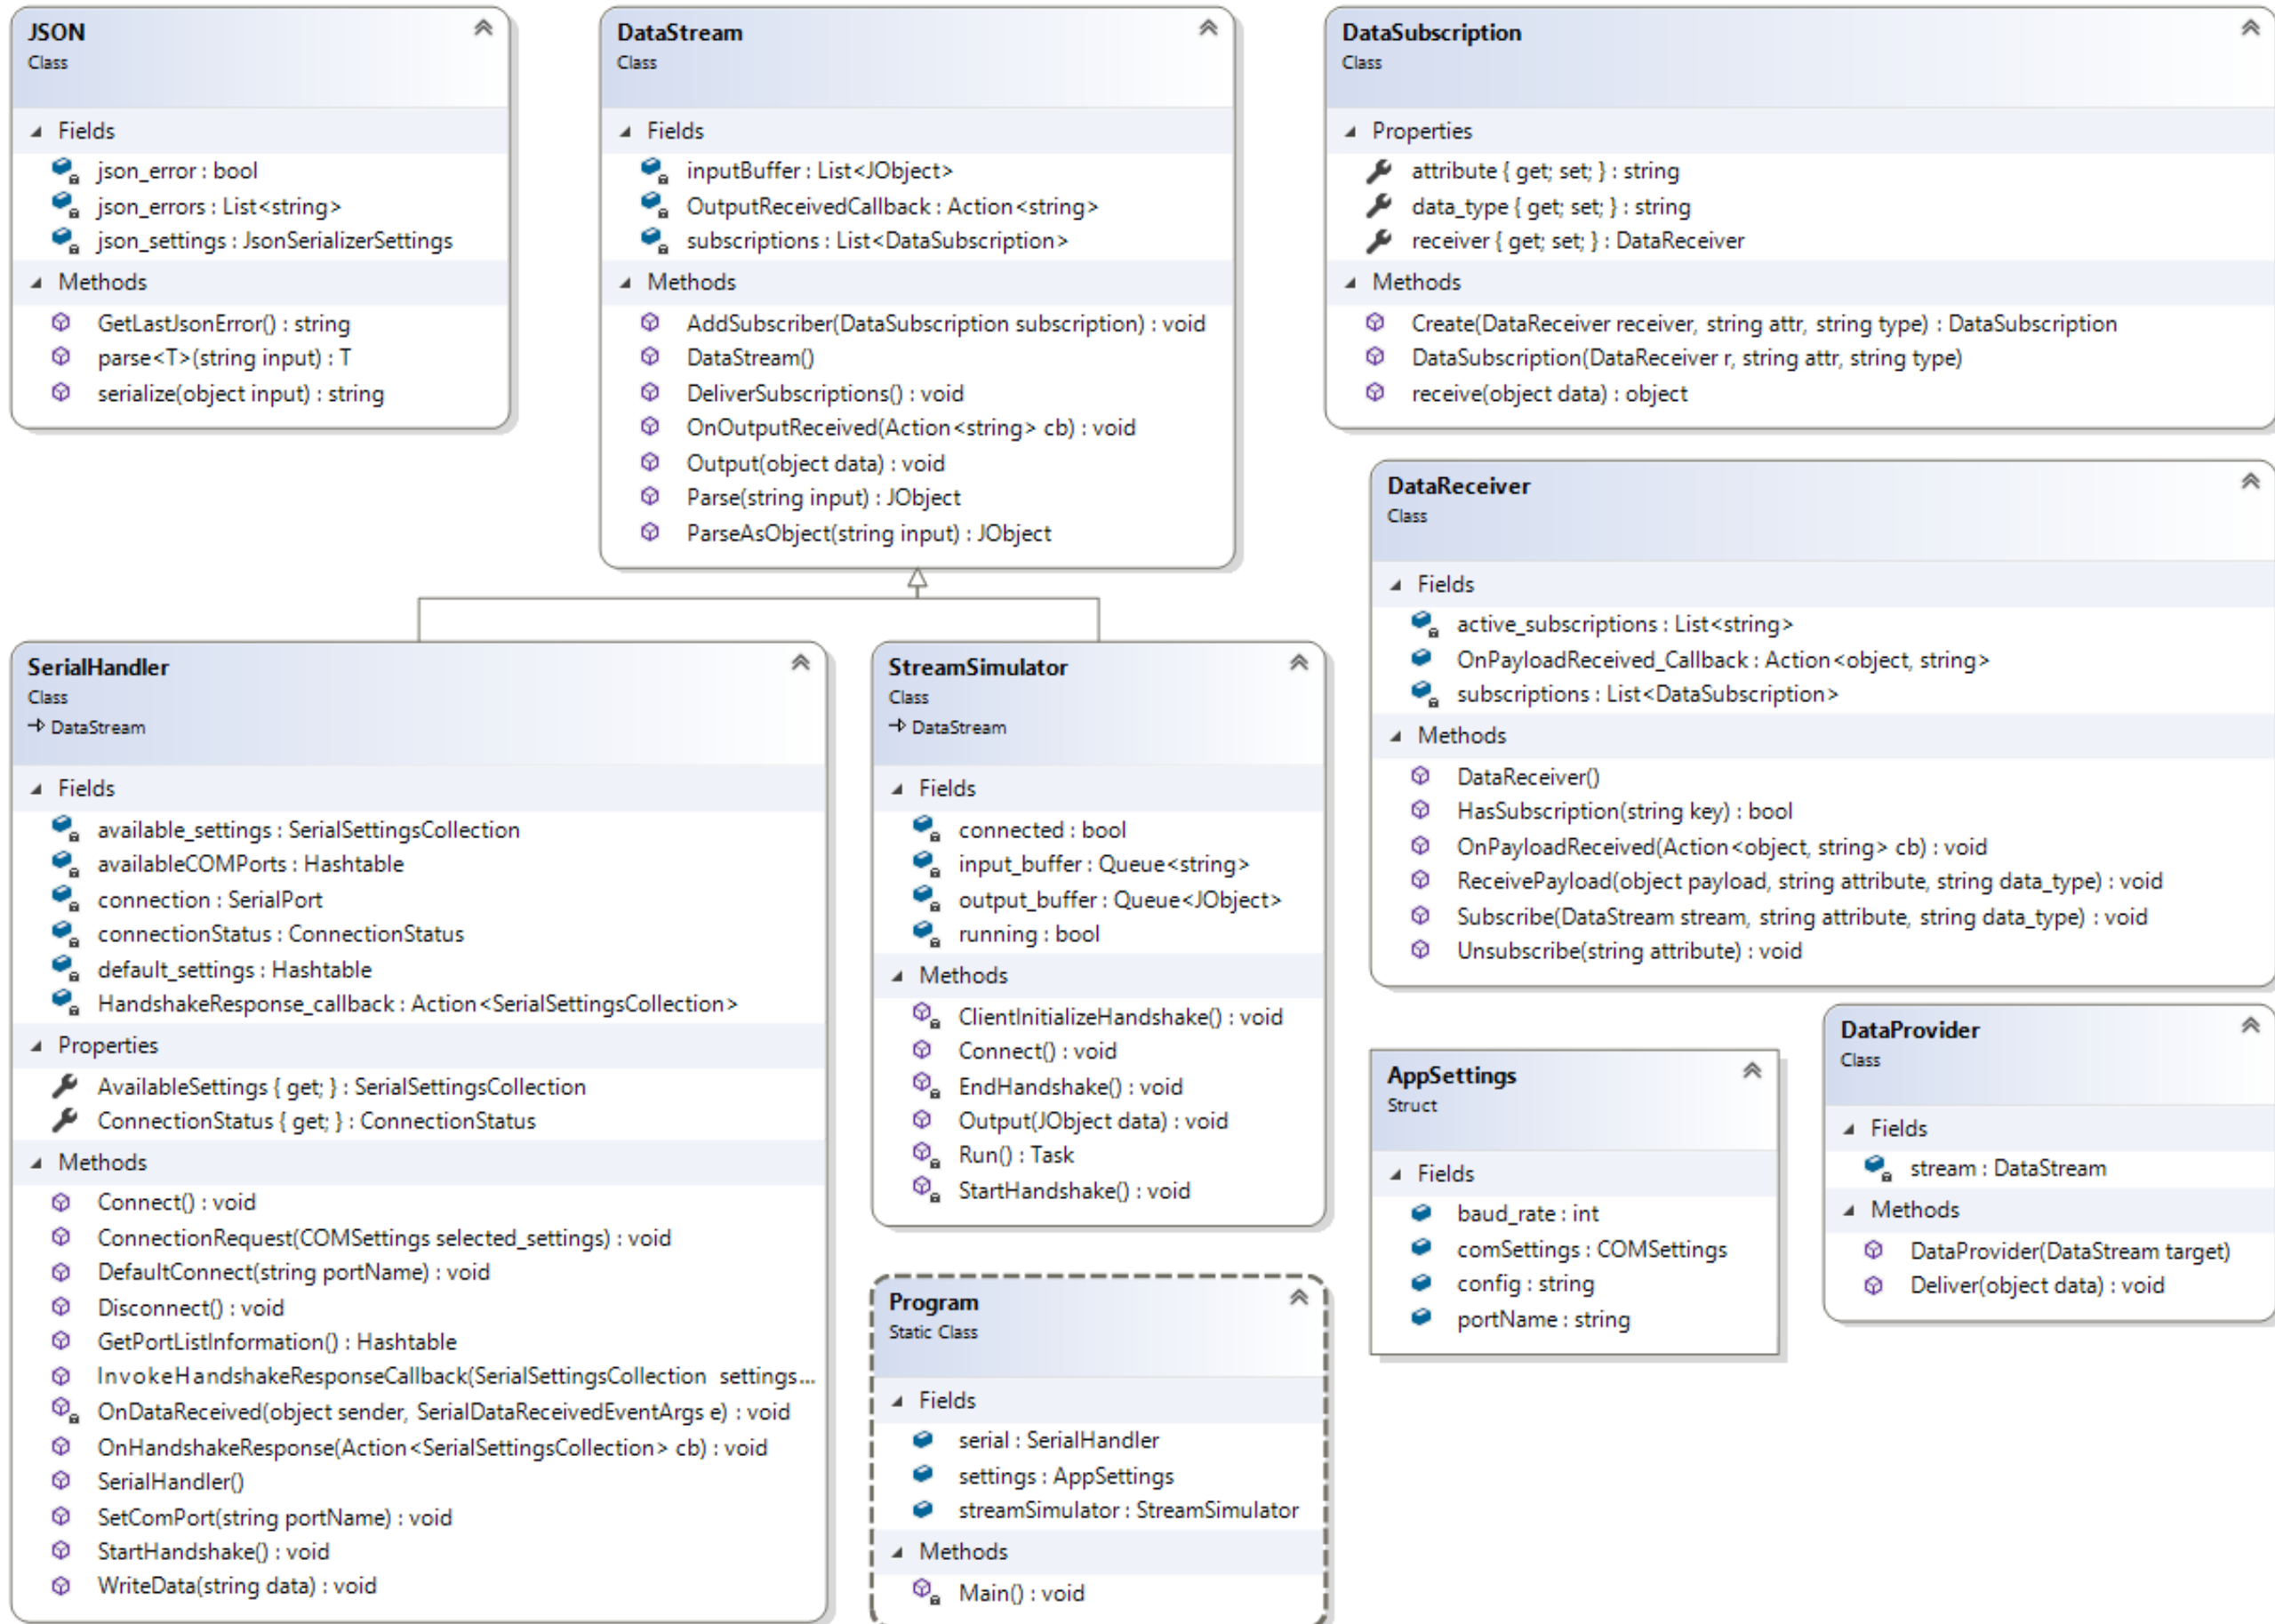 JSON
Class
Fields
json_error : bool
json_errors : List<string>
json_settings : JsonSerializerSettings
Methods
GetLastJsonError() : string
parse<T>(string input) : T
serialize(object input) : string
DataStream
Class
Fields
inputBuffer : List<JObject>
OutputReceivedCallback : Action<string>
subscriptions : List<DataSubscription>
Methods
AddSubscriber(DataSubscription subscription) : void
DataStream()
DeliverSubscriptions() : void
OnOutputReceived(Action<string> cb) : void
Output(object data) : void
Parse(string input) : JObject
ParseAsObject(string input) : JObject
DataSubscription
Class
Properties
attribute { get; set; } : string
data_type { get; set; } : string
receiver { get; set; } : DataReceiver
Methods
Create(DataReceiver receiver, string attr, string type) : DataSubscription
DataSubscription(DataReceiver r, string attr, string type)
receive(object data) : object
SerialHandler
Class
DataStream
Fields
available_settings : SerialSettingsCollection
availableCOMPorts : Hashtable
connection : SerialPort
connectionStatus : ConnectionStatus
default_settings : Hashtable
HandshakeResponse_callback : Action<SerialSettingsCollection>
Properties
AvailableSettings { get; } : SerialSettingsCollection
ConnectionStatus { get; } : ConnectionStatus
Methods
Connect() : void
ConnectionRequest(COMSettings selected_settings) : void
DefaultConnect(string portName) : void
Disconnect() : void
GetPortListInformation() : Hashtable
InvokeHandshakeResponseCallback(SerialSettingsCollection settings...
OnDataReceived(object sender, SerialDataReceivedEventArgs e) : void
OnHandshakeResponse(Action<SerialSettingsCollection> cb) : void
SerialHandler()
SetComPort(string portName) : void
StartHandshake() : void
WriteData(string data) : void
StreamSimulator
Class
DataStream
Fields
connected : bool
input_buffer : Queue<string>
output_buffer : Queue<JObject>
running : bool
Methods
ClientInitializeHandshake() : void
Connect() : void
EndHandshake() : void
Output(JObject data) : void
Run() : Task
StartHandshake() : void
Program
Static Class
Fields
serial : SerialHandler
settings : AppSettings
streamSimulator : StreamSimulator
Methods
Main() : void
DataReceiver
Class
Fields
active_subscriptions : List<string>
OnPayloadReceived_Callback : Action<object, string>
subscriptions : List<DataSubscription>
Methods
DataReceiver()
HasSubscription(string key) : bool
OnPayloadReceived(Action<object, string> cb) : void
ReceivePayload(object payload, string attribute, string data_type) : void
Subscribe(DataStream stream, string attribute, string data_type) : void
Unsubscribe(string attribute) : void
AppSettings
Struct
Fields
baud_rate : int
comSettings : COMSettings
config : string
portName : string
DataProvider
Class
Fields
stream : DataStream
Methods
DataProvider(DataStream target)
Deliver(object data) : void